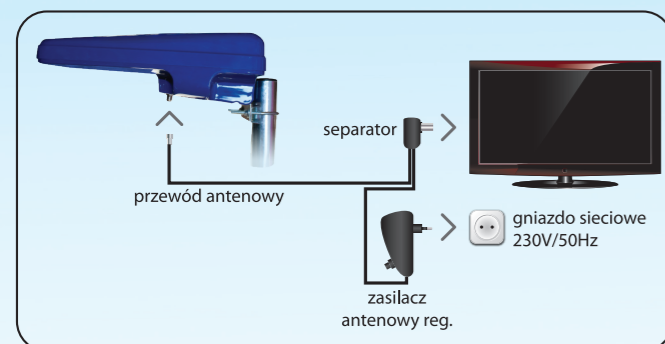 separator
przewód antenowy
gniazdo sieciowe
230V/50Hz
zasilacz
antenowy reg.